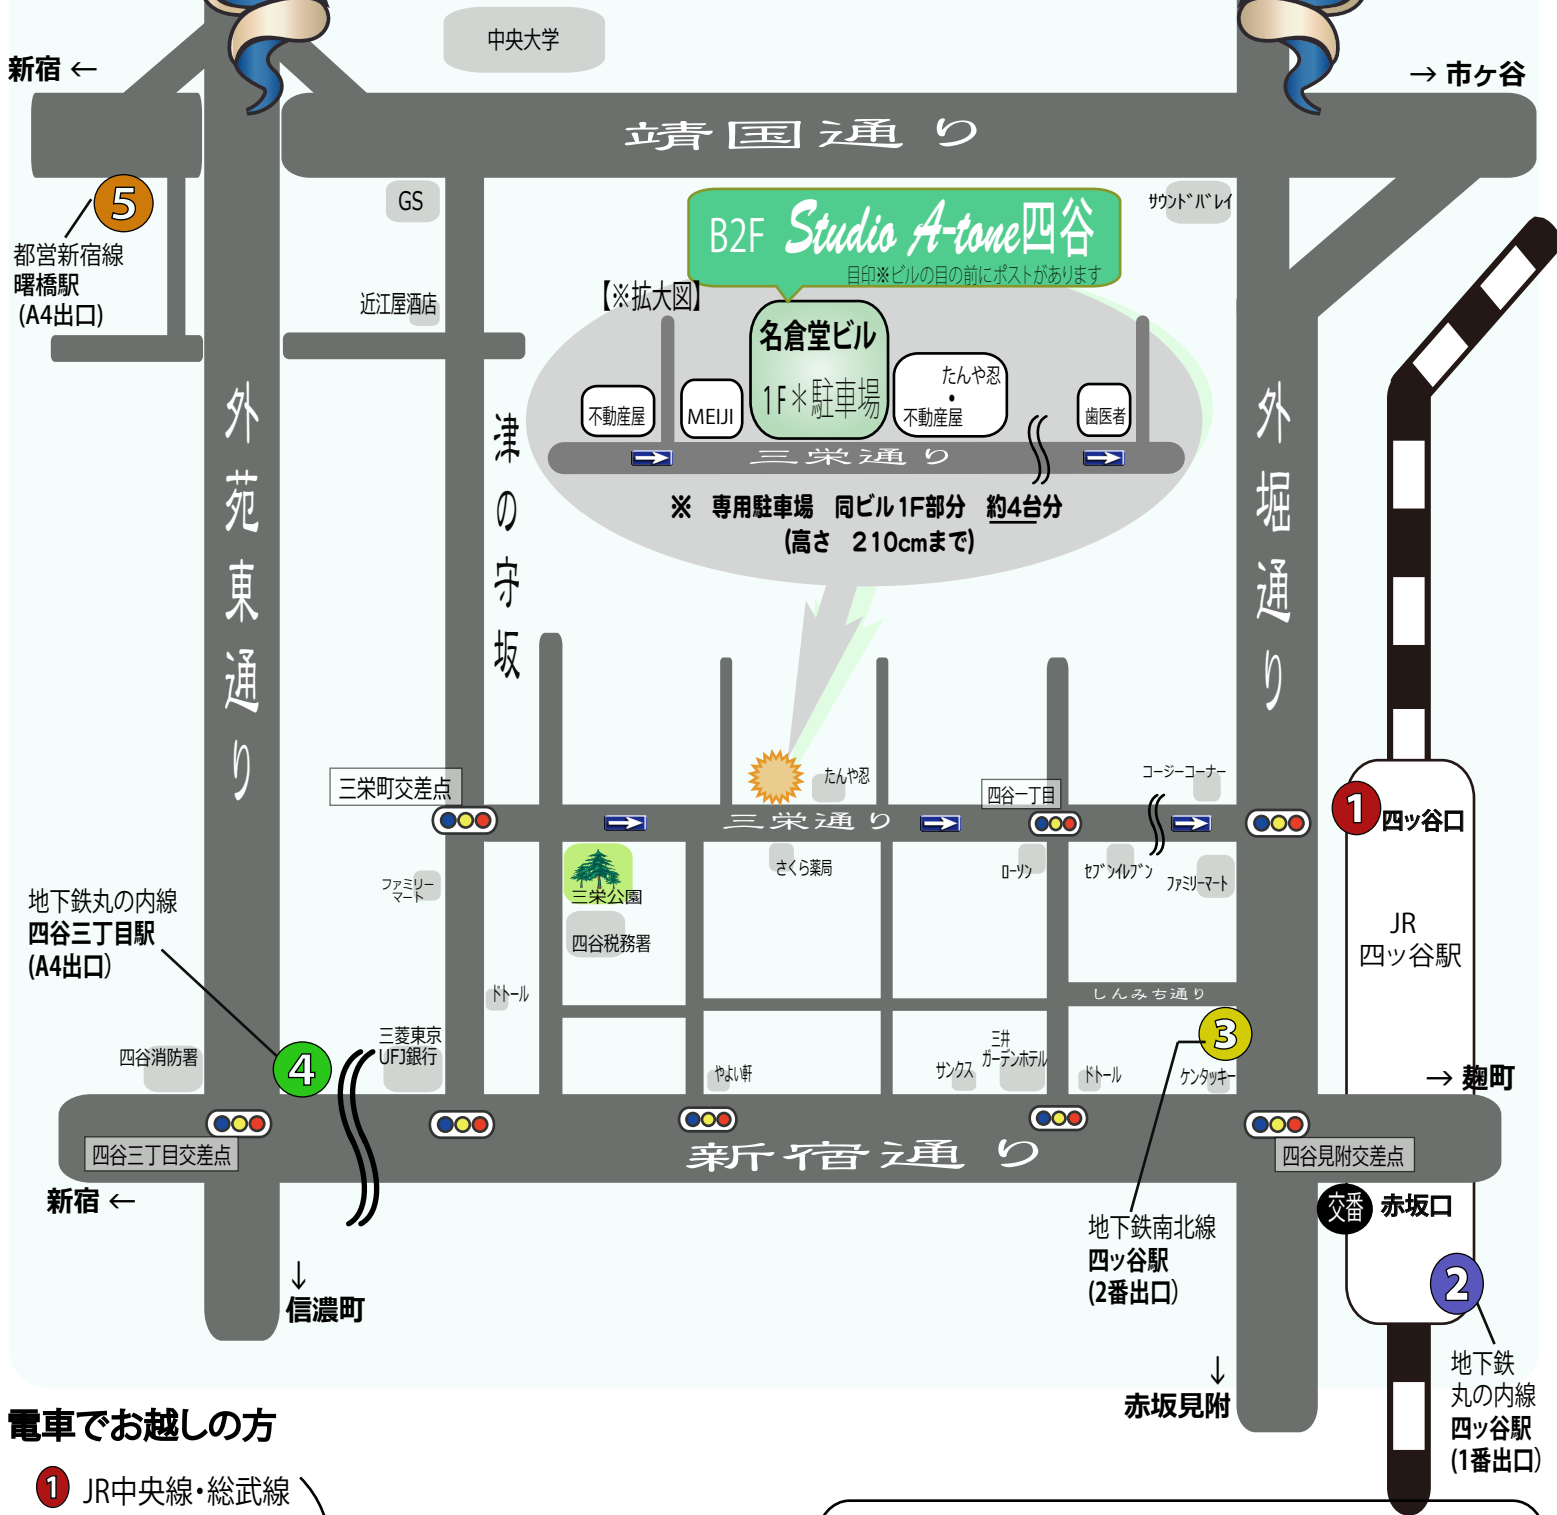 中央大学
新宿 ←
→ 市ヶ谷
靖国通り
5
都営新宿線
曙橋駅
(A4出口)
GS
サウンドバレイ
B2F Studio A-tone四谷
目印※ビルの目の前にポストがあります
【※拡大図】
近江屋酒店
名倉堂ビル
1F＊駐車場
不動産屋
MEIJI
たんや忍
・
不動産屋
歯医者
三栄通り
※ 専用駐車場 同ビル1F部分 約4台分
(高さ 210cmまで)
外苑東通り
津の守坂
外堀通り
三栄町交差点
たんや忍
四谷一丁目
コージーコーナー
三栄通り
1
四ッ谷口
さくら薬局
ローソン
セブンイレブン
ファミリーマート
ファミリー
マート
三栄公園
四谷税務署
JR
四ッ谷駅
地下鉄丸の内線
四谷三丁目駅
(A4出口)
ドトール
しんみち通り
3
四谷消防署
4
三菱東京
UFJ銀行
やよい軒
サンクス
三井
ガーデンホテル
ドトール
ケンタッキー
→ 麹町
四谷三丁目交差点
新宿通り
四谷見附交差点
新宿 ←
交番
赤坂口
地下鉄南北線
四ッ谷駅
(2番出口)
2
↓
信濃町
地下鉄
丸の内線
四ッ谷駅
(1番出口)
↓
赤坂見附
電車でお越しの方
1 JR中央線・総武線